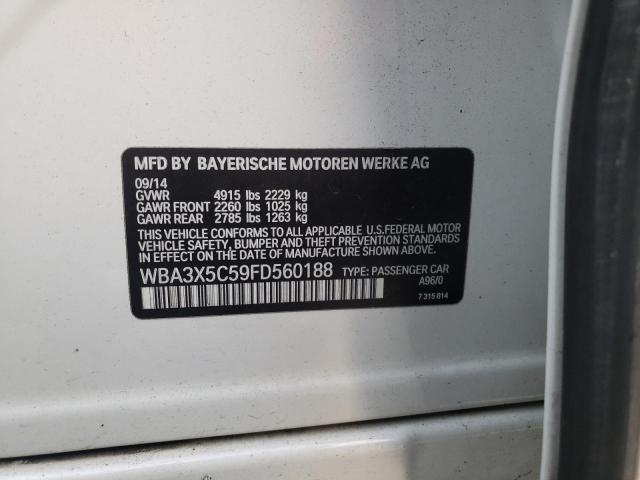 MFD BY BAYERISCHE MOTOREN WERKE AG
09/14
GVWR 4915 lbs 2229 kg
GAWR FRONT 2260 lbs 1025 kg
GAWR REAR 2785 lbs 1263 kg
THIS VEHICLE CONFORMS TO ALL APPLICABLE U.S.FEDERAL MOTOR
VEHICLE SAFETY, BUMPER AND THEFT PREVENTION STANDARDS
IN EFFECT ON THE DATE OF MANUFACTURE SHOWN ABOVE.
WBA3X5C59FD560188 TYPE: PASSENGER CAR
A96/0
7 315 814